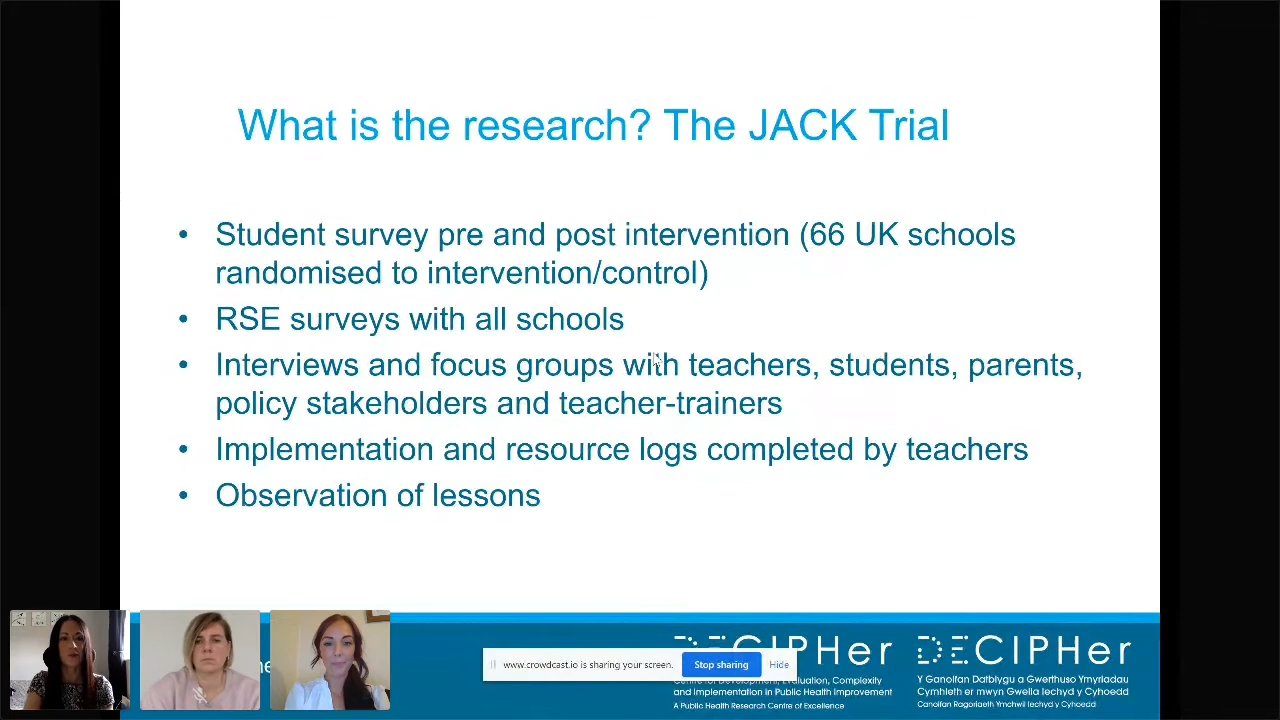 What is the research? The JACK Trial
• Student survey pre and post intervention (66 UK schools
randomised to intervention/control)
• RSE surveys with all schools
• Interviews and focus groups with teachers, students, parents,
policy stakeholders and teacher-trainers
• Implementation and resource logs completed by teachers
• Observation of lessons
www.crowdcast.io is sharing your screen.
Stop sharing
Hide
DECIPHer
Centre for Development, Evaluation, Complexity
and Implementation in Public Health Improvement
A Public Health Research Centre of Excellence
DECIPHer
Y Ganolfan Datblygu a Gwerthuso Ymyriadau
Cymhleth er mwyn Gwella Iechyd y Cyhoedd
Canolfan Ragoriaeth Ymchwil Iechyd y Cyhoedd